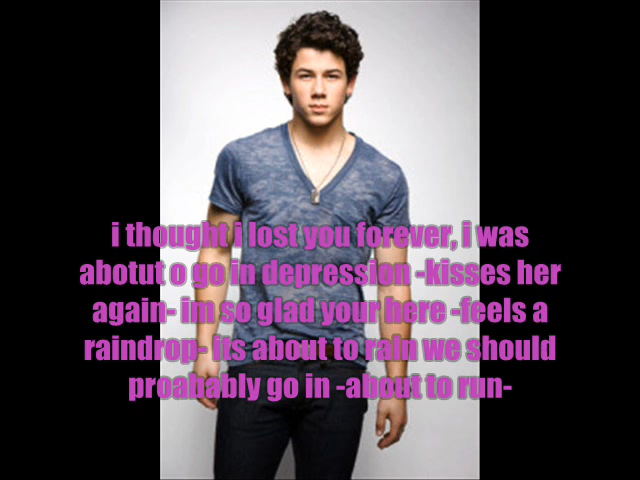 i thought i lost you forever, i was
abotut o go in depression -kisses her
again- im so glad your here -feels a
raindrop- its about to rain we should
proabably go in -about to run-